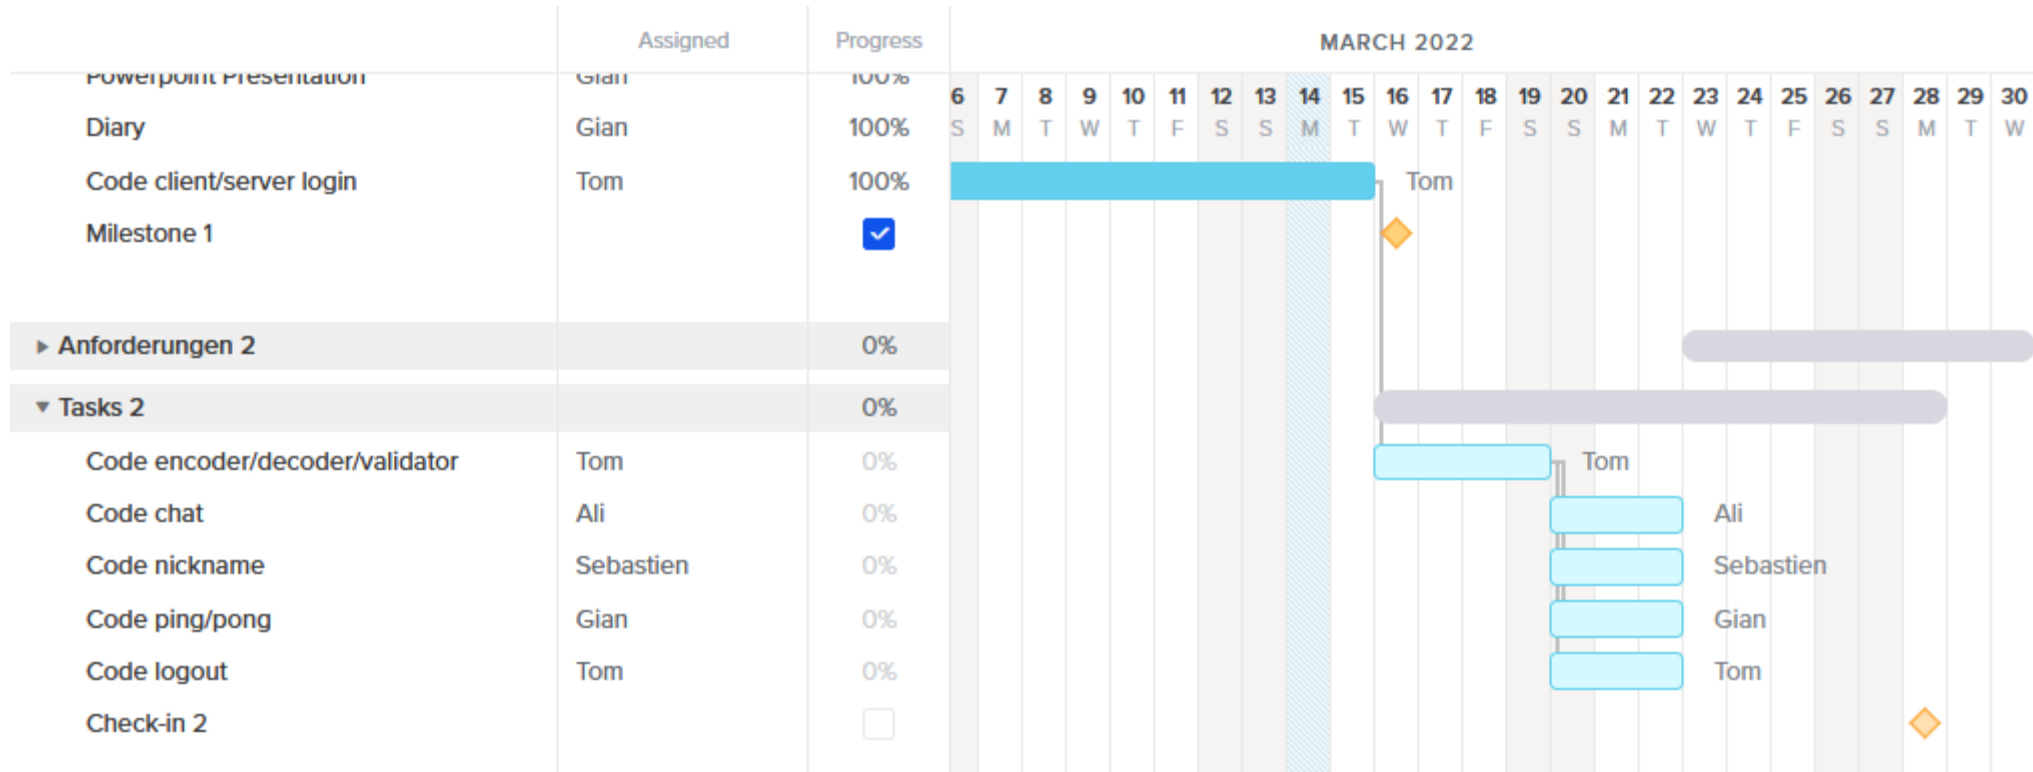 Assigned Progress MARCH 2022
Powerpoint Presentation Gian 100%
6 7 8 9 10 11 12 13 14 15 16 17 18 19 20 21 22 23 24 25 26 27 28 29 30
Diary Gian 100% S M T W T F S S M T W T F S S M T W T F S S M T W
Code client/server login Tom 100% Tom
Milestone 1
Anforderungen 2 0%
Tasks 2 0%
Code encoder/decoder/validator Tom 0% Tom
Code chat Ali 0% Ali
Code nickname Sebastien 0% Sebastien
Code ping/pong Gian 0% Gian
Code logout Tom 0% Tom
Check-in 2